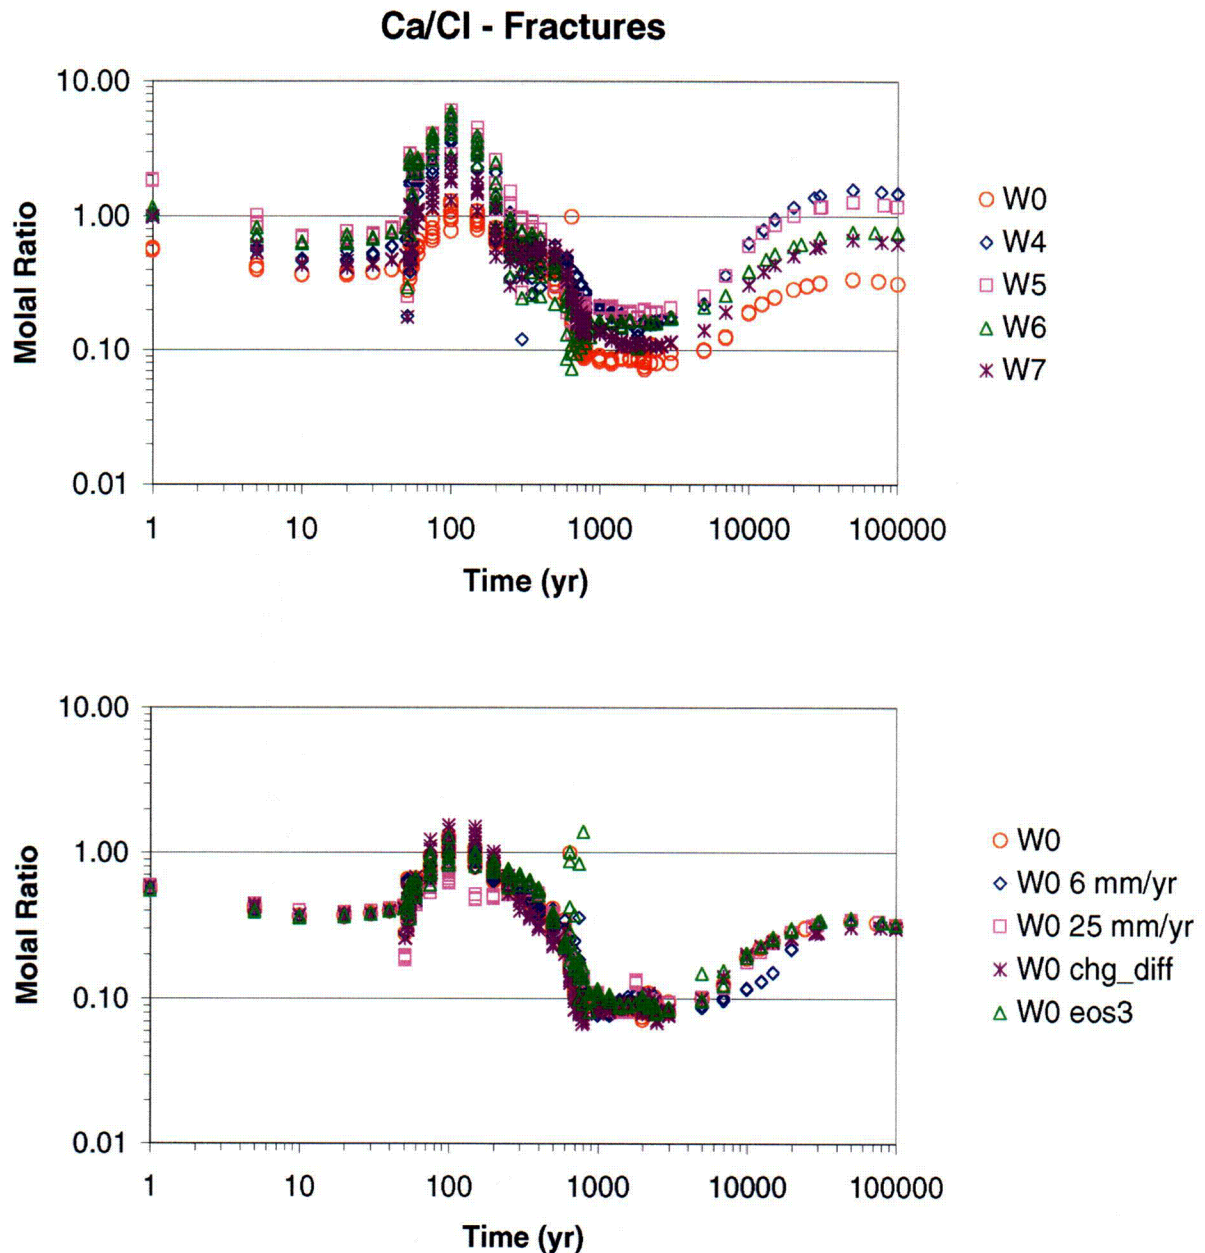 Ca/Cl - Fractures
10.00
1.00
0.10
0.01
Molal Ratio
1 10 100 1000 10000 100000
Time (yr)
W0
W4
W5
W6
W7
10.00
1.00
0.10
0.01
Molal Ratio
1 10 100 1000 10000 100000
Time (yr)
W0
W0 6 mm/yr
W0 25 mm/yr
W0 chg_diff
W0 eos3